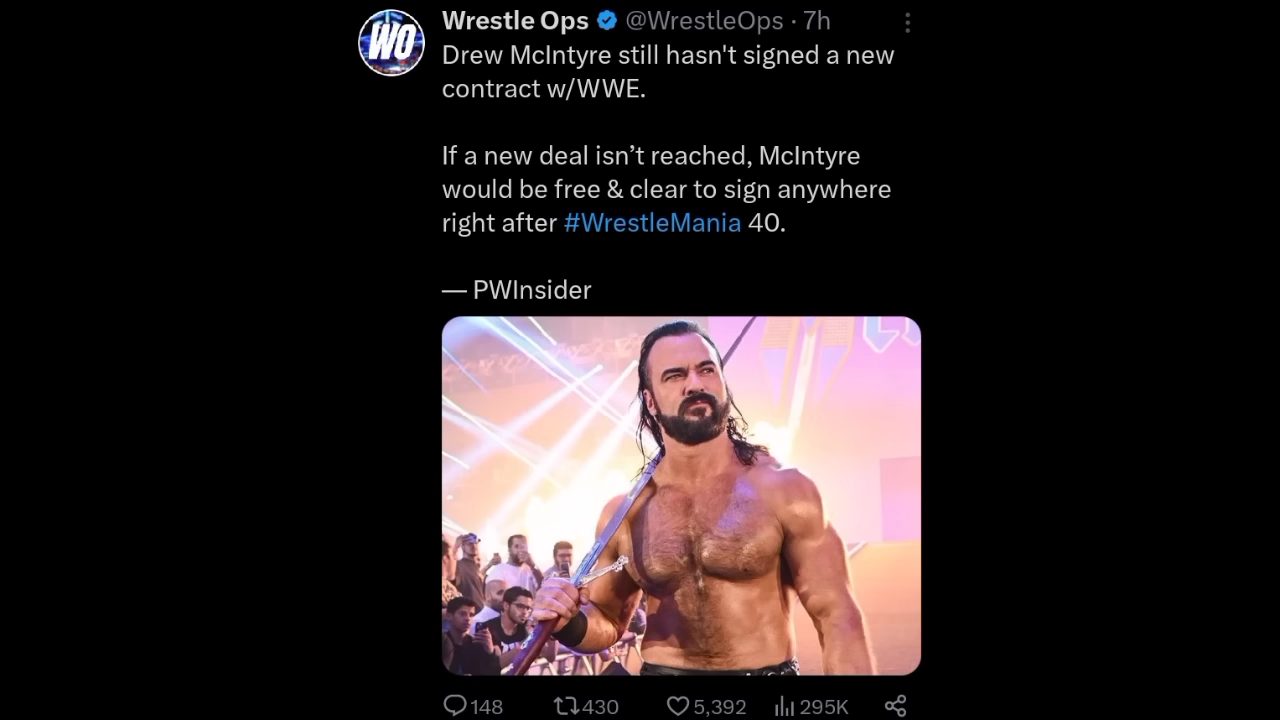 WO
Wrestle Ops @WrestleOps · 7h
Drew McIntyre still hasn't signed a new
contract w/WWE.
If a new deal isn’t reached, McIntyre
would be free & clear to sign anywhere
right after #WrestleMania 40.
— PWInsider
148 430 5,392 295K